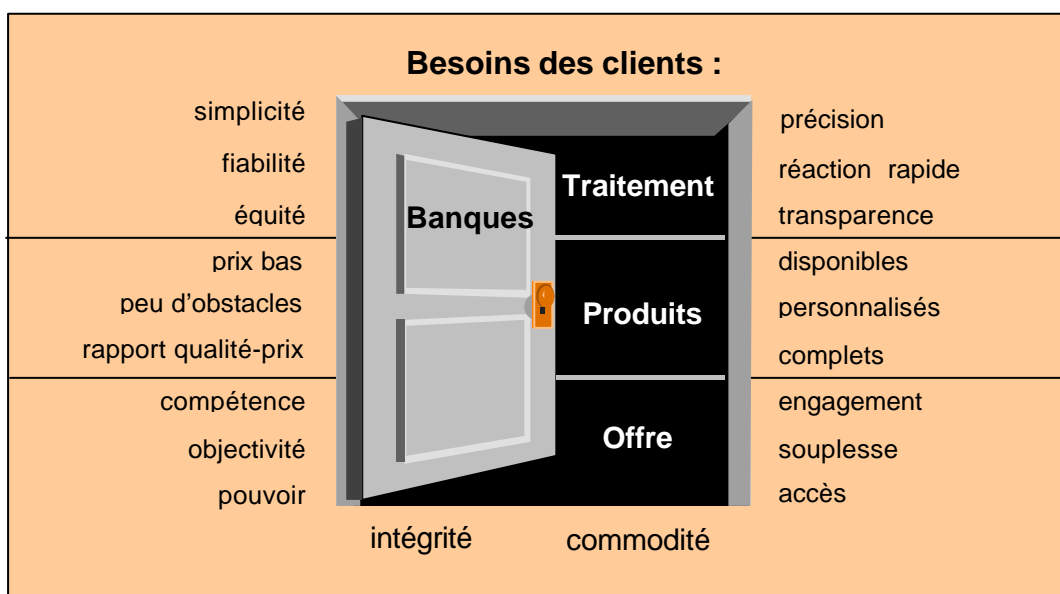 Besoins des clients :
simplicité
fiabilité
équité
Banques
Traitement
précision
réaction rapide
transparence
prix bas
peu d'obstacles
rapport qualité-prix
Produits
disponibles
personnalisés
complets
compétence
objectivité
pouvoir
Offre
engagement
souplesse
accès
intégrité
commodité